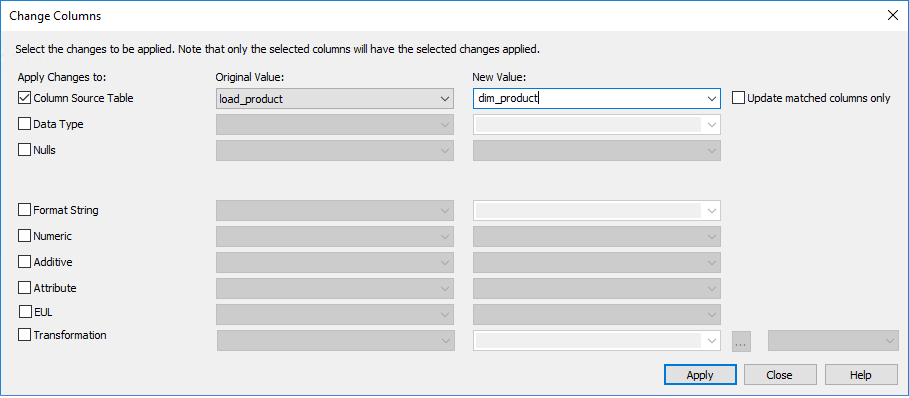 Change Columns
Select the changes to be applied. Note that only the selected columns will have the selected changes applied.
Apply Changes to: Original Value: New Value:
Column Source Table load_product dim_product Update matched columns only
Data Type
Nulls
Format String
Numeric
Additive
Attribute
EUL
Transformation ...
Apply Close Help